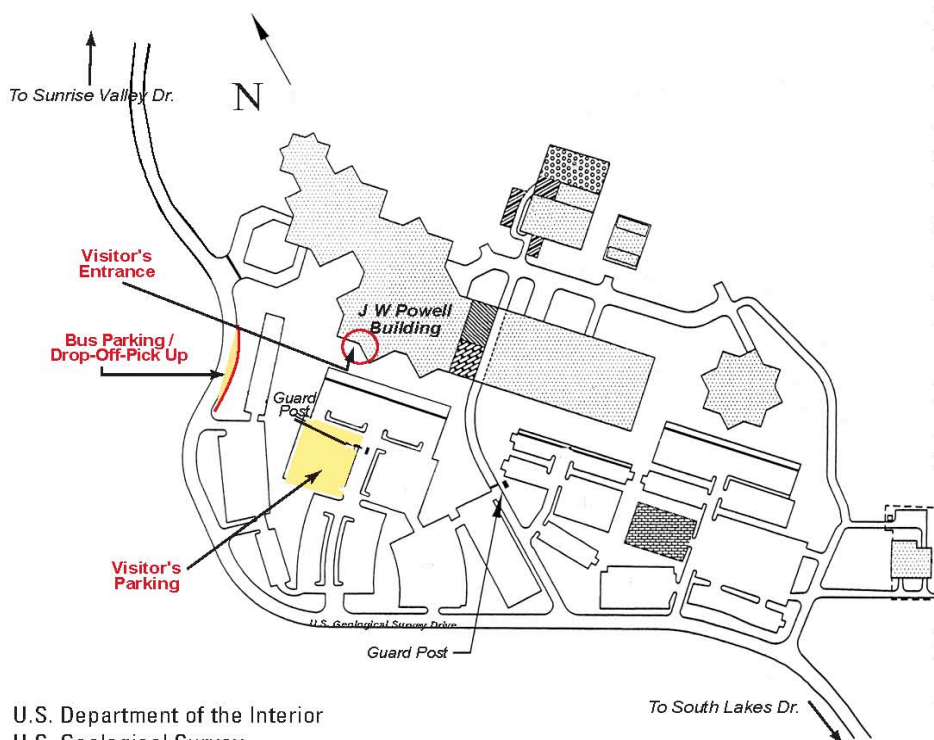 To Sunrise Valley Dr.
N
Visitor's
Entrance
J W Powell
Building
Bus Parking /
Drop-Off-Pick Up
Guard
Post
Visitor's
Parking
U.S. Geological Survey Drive
Guard Post
To South Lakes Dr.
U.S. Department of the Interior
U.S. Geological Survey